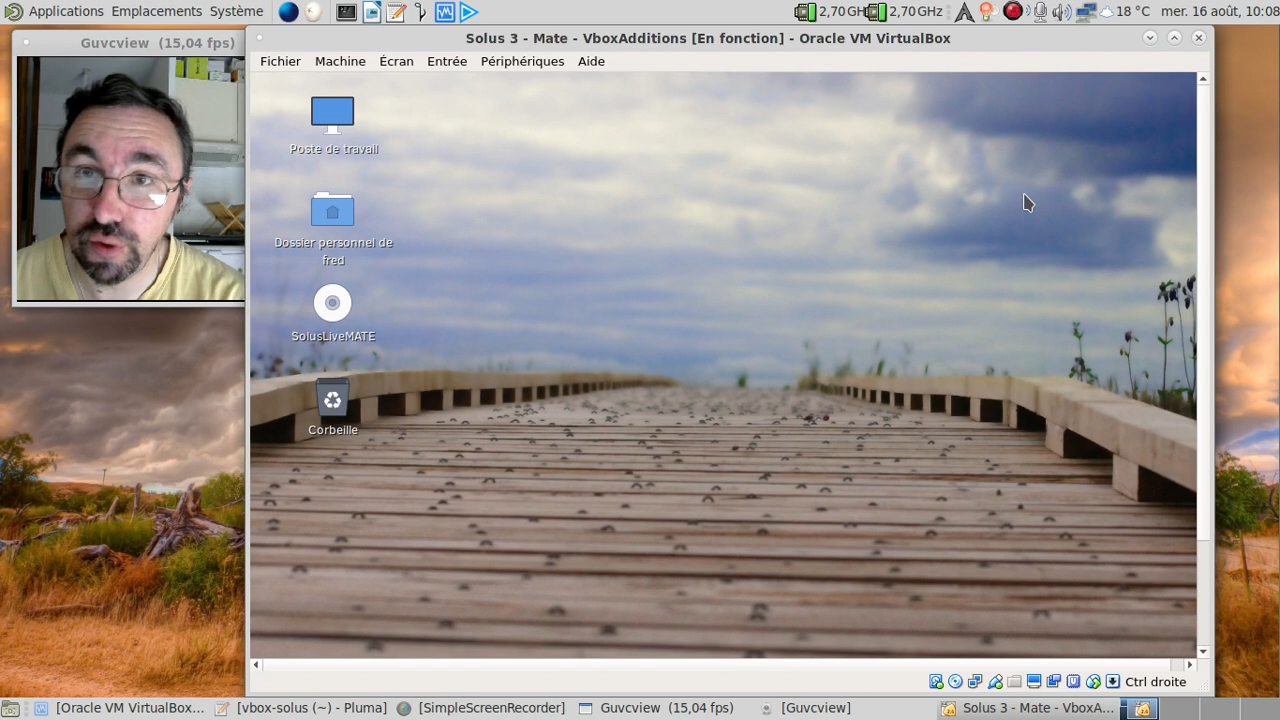 Applications Emplacements Système 2,70 GH 2,70 GHz 18 °C mer. 16 août, 10:08
Guvcview (15,04 fps)
Solus 3 - Mate - VboxAdditions [En fonction] - Oracle VM VirtualBox
Fichier Machine Écran Entrée Périphériques Aide
Poste de travail
Dossier personnel de
fred
SolusLiveMATE
Corbeille
Ctrl droite
[Oracle VM VirtualBox... [vbox-solus (~) - Pluma] [SimpleScreenRecorder] Guvcview (15,04 fps) [Guvcview] Solus 3 - Mate - VboxA...